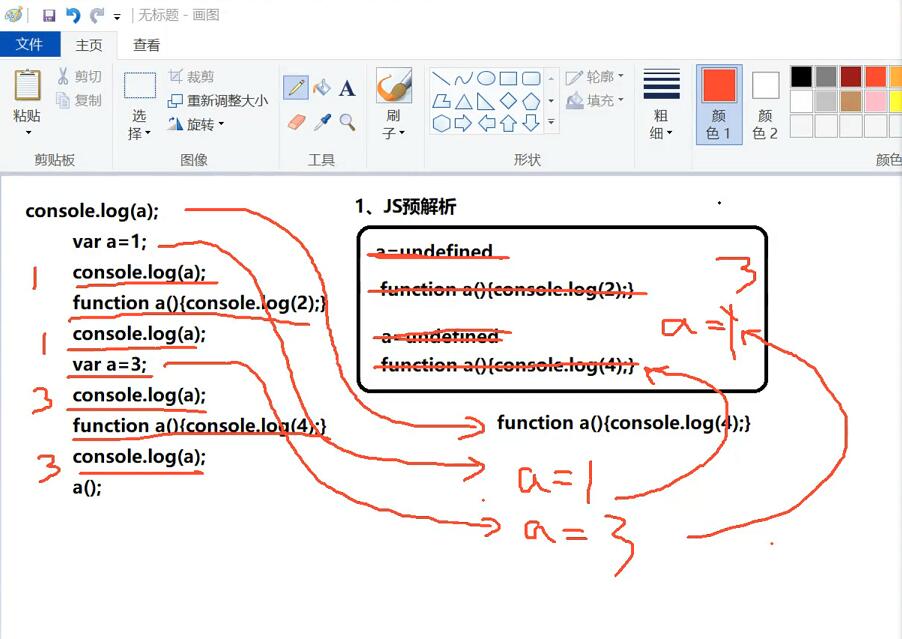 无标题 - 画图
文件 主页 查看
粘贴
剪切
复制
剪贴板
选择
裁剪
重新调整大小
旋转
图像
A
工具
刷子
轮廓
填充
形状
粗细
颜色 1
颜色 2
颜色
console.log(a);
var a=1;
1 console.log(a);
function a(){console.log(2);}
1 console.log(a);
var a=3;
3 console.log(a);
function a(){console.log(4);}
3 console.log(a);
a();
1、JS预解析
a=undefined
function a(){console.log(2);}
3
a=1
a=undefined
function a(){console.log(4);}
function a(){console.log(4);}
a=1
a=3